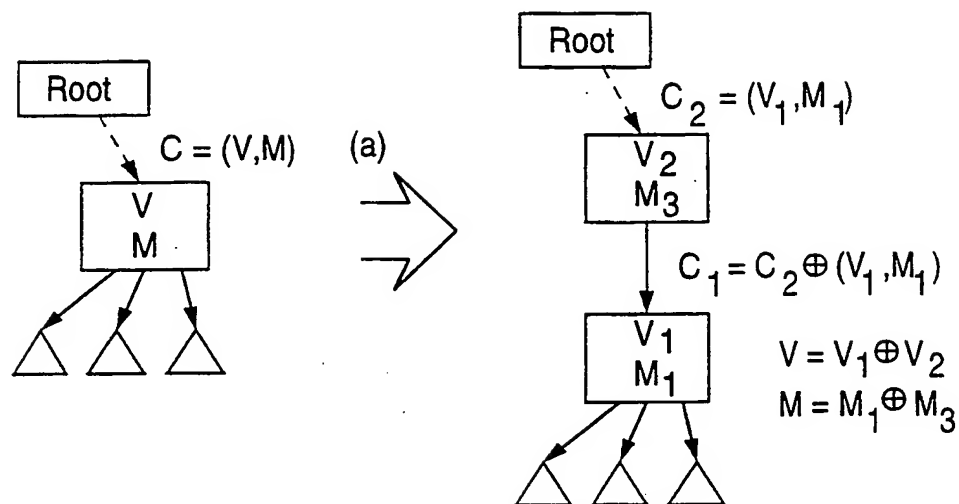 Root
C = (V,M)
V
M
(a)
Root
C₂ = (V₁,M₁)
V₂
M₃
C₁ = C₂ ⊕ (V₁,M₁)
V₁
M₁
V = V₁ ⊕ V₂
M = M₁ ⊕ M₃